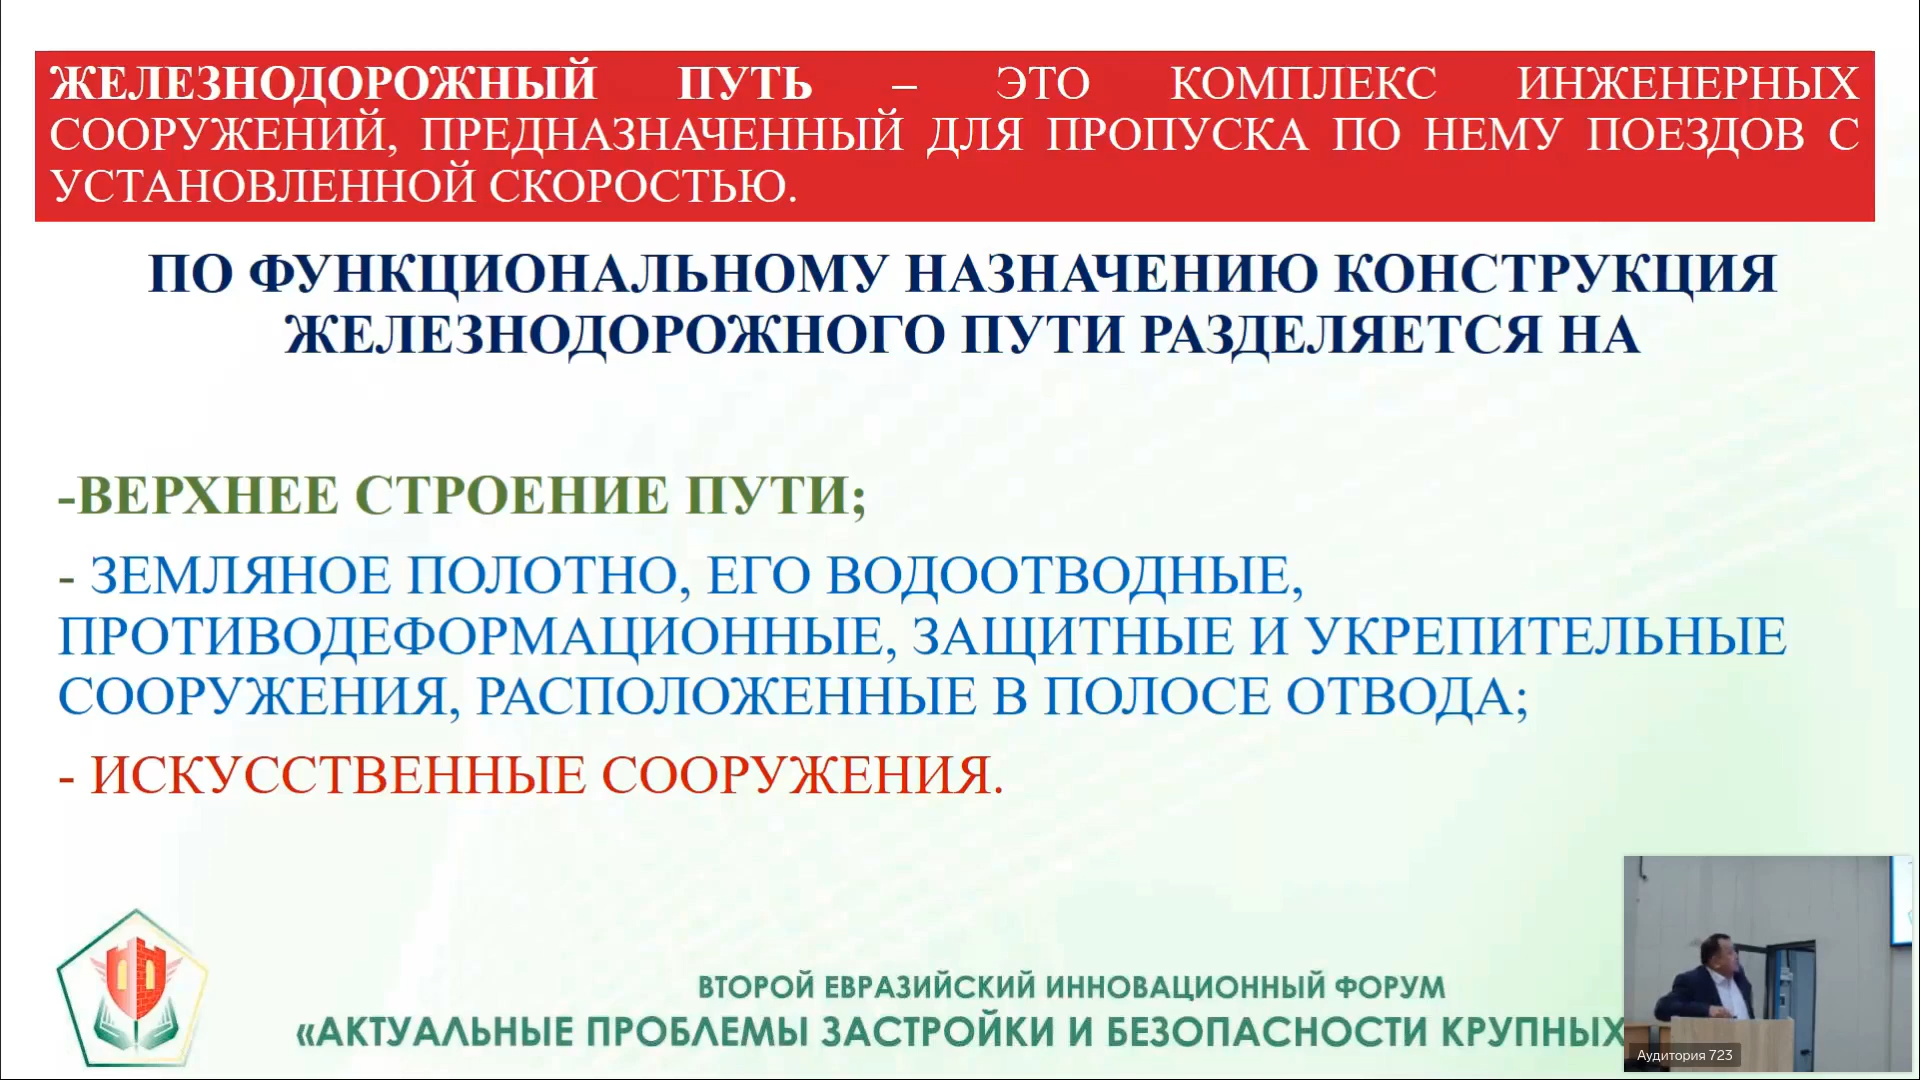 ЖЕЛЕЗНОДОРОЖНЫЙ ПУТЬ – ЭТО КОМПЛЕКС ИНЖЕНЕРНЫХ
СООРУЖЕНИЙ, ПРЕДНАЗНАЧЕННЫЙ ДЛЯ ПРОПУСКА ПО НЕМУ ПОЕЗДОВ С
УСТАНОВЛЕННОЙ СКОРОСТЬЮ.
ПО ФУНКЦИОНАЛЬНОМУ НАЗНАЧЕНИЮ КОНСТРУКЦИЯ
ЖЕЛЕЗНОДОРОЖНОГО ПУТИ РАЗДЕЛЯЕТСЯ НА
-ВЕРХНЕЕ СТРОЕНИЕ ПУТИ;
- ЗЕМЛЯНОЕ ПОЛОТНО, ЕГО ВОДООТВОДНЫЕ,
ПРОТИВОДЕФОРМАЦИОННЫЕ, ЗАЩИТНЫЕ И УКРЕПИТЕЛЬНЫЕ
СООРУЖЕНИЯ, РАСПОЛОЖЕННЫЕ В ПОЛОСЕ ОТВОДА;
- ИСКУССТВЕННЫЕ СООРУЖЕНИЯ.
ВТОРОЙ ЕВРАЗИЙСКИЙ ИННОВАЦИОННЫЙ ФОРУМ
«АКТУАЛЬНЫЕ ПРОБЛЕМЫ ЗАСТРОЙКИ И БЕЗОПАСНОСТИ КРУПНЫХ
Аудитория 723